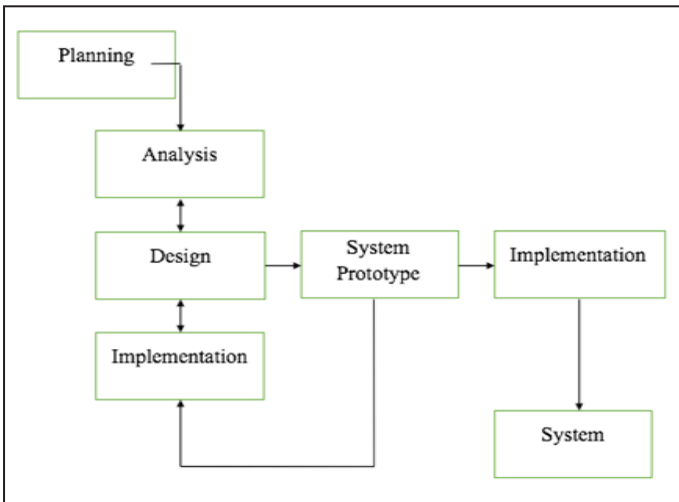 Planning
Analysis
Design
System
Prototype
Implementation
Implementation
System